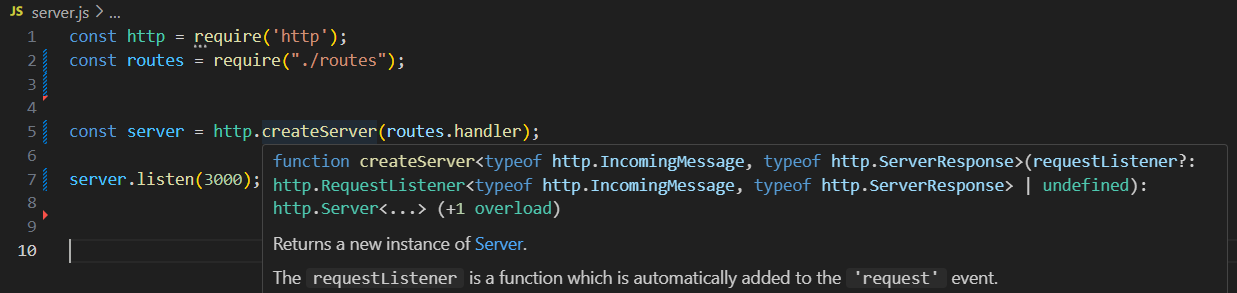 JS server.js > ...
1 const http = require('http');
2 const routes = require("./routes");
3
4
5 const server = http.createServer(routes.handler);
6
function createServer<typeof http.IncomingMessage, typeof http.ServerResponse>(requestListener?:
7 server.listen(3000);
http.RequestListener<typeof http.IncomingMessage, typeof http.ServerResponse> | undefined):
8
http.Server<...> (+1 overload)
9
Returns a new instance of Server.
10
The requestListener is a function which is automatically added to the 'request' event.